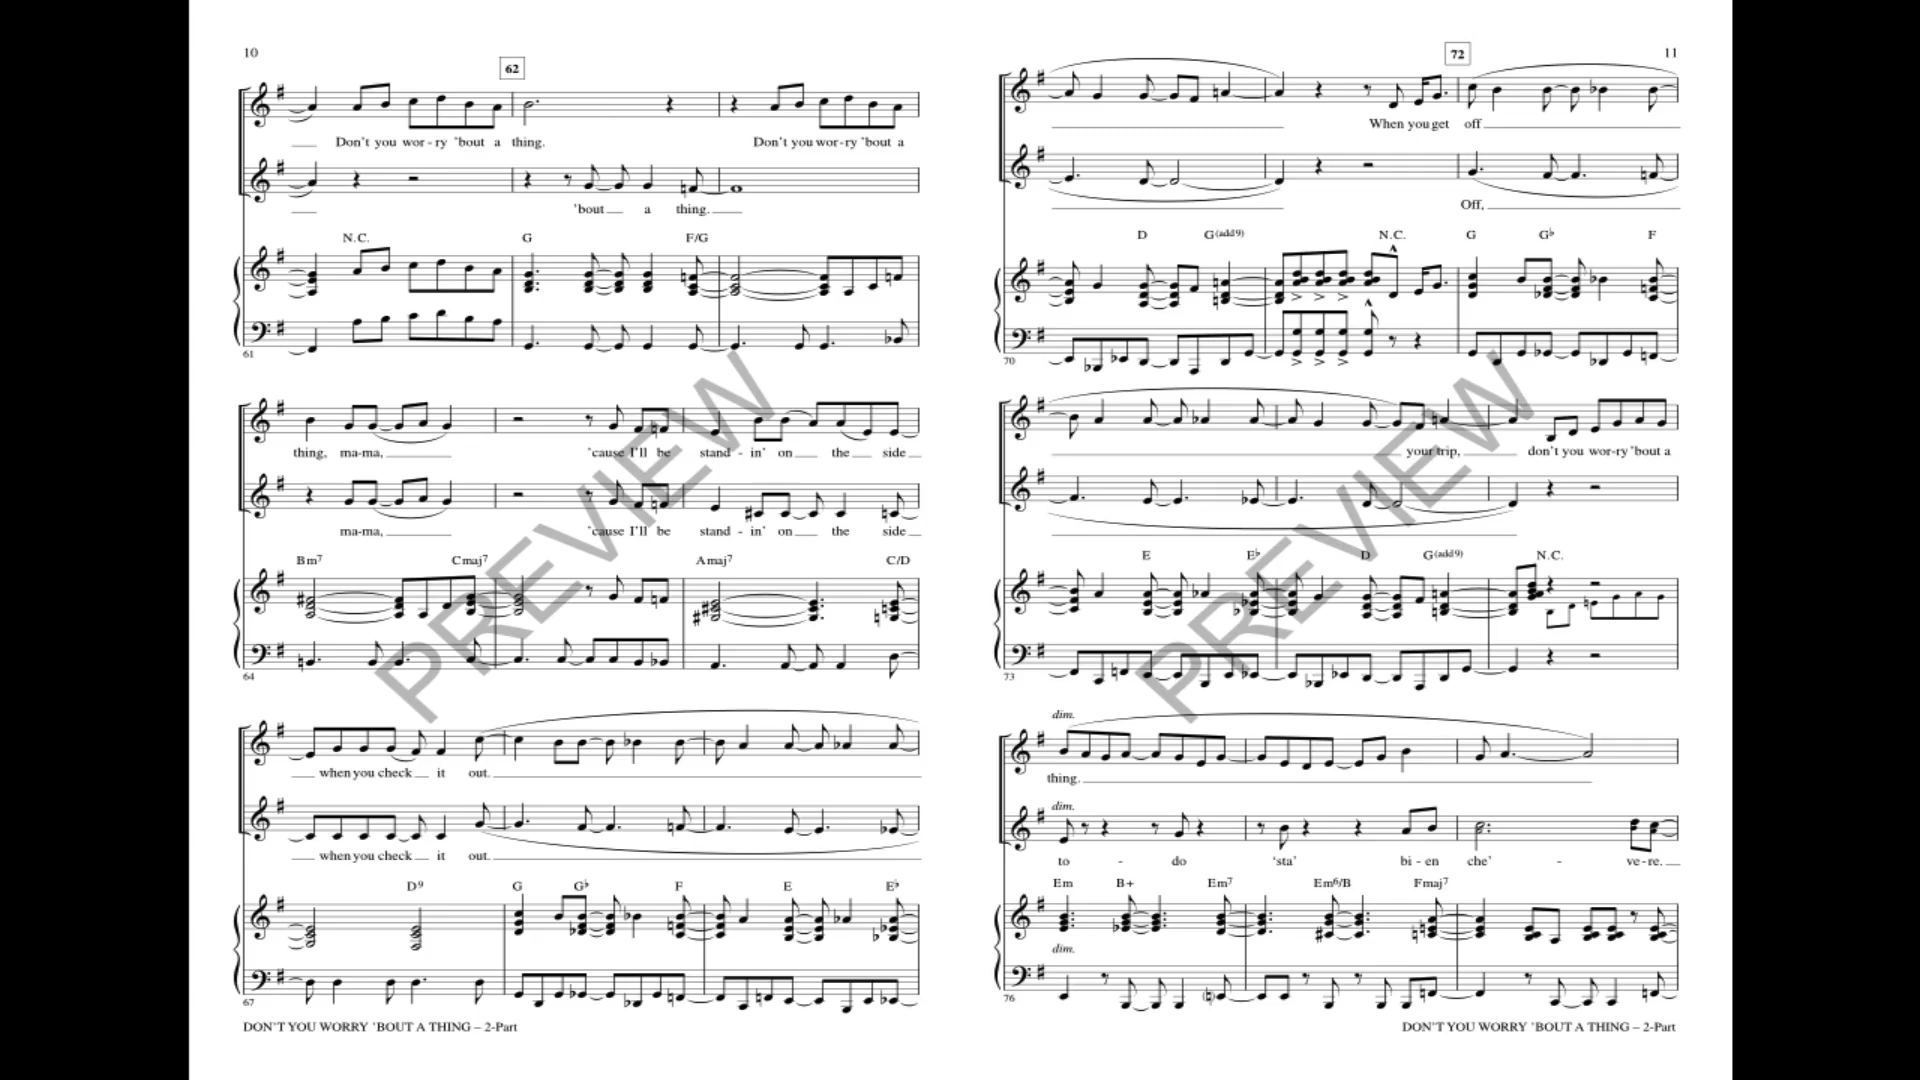 10
62
Don't you wor - ry 'bout a thing. Don't you wor - ry 'bout a
'bout a thing.
N.C. G F/G
61
thing, ma-ma, 'cause I'll be stand - in' on the side
ma-ma, 'cause I'll be stand - in' on the side
Bm7 Cmaj7 Amaj7 C/D
64
when you check it out.
when you check it out.
D9 G G♭ F E E♭
67
DON'T YOU WORRY 'BOUT A THING – 2-Part
PREVIEW
72
11
When you get off
Off,
D G(add9) N.C. G G♭ F
70
your trip, don't you wor-ry 'bout a
E E♭ D G(add9) N.C.
73
dim.
thing.
dim.
to - do 'sta' bi - en che' - ve-re.
Em B+ Em7 Em6/B Fmaj7
dim.
76
DON'T YOU WORRY 'BOUT A THING – 2-Part
PREVIEW